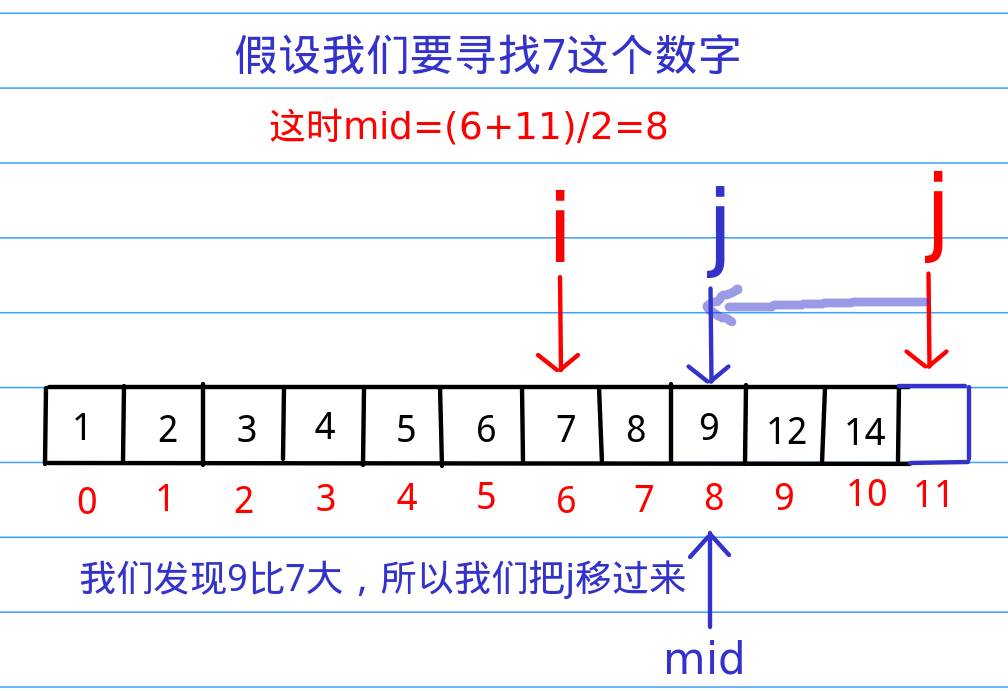 假设我们要寻找7这个数字
这时mid=(6+11)/2=8
i j j
1 2 3 4 5 6 7 8 9 12 14
0 1 2 3 4 5 6 7 8 9 10 11
我们发现9比7大，所以我们把j移过来
mid